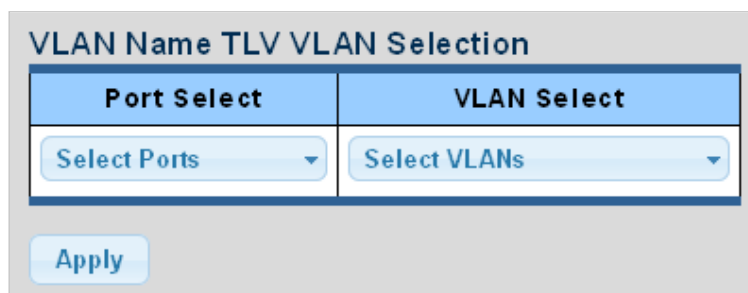 VLAN Name TLV VLAN Selection
Port Select VLAN Select
Select Ports Select VLANs
Apply